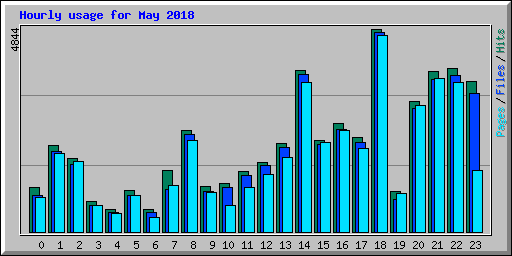 Hourly usage for May 2018
4844
Pages/Files/Hits
0 1 2 3 4 5 6 7 8 9 10 11 12 13 14 15 16 17 18 19 20 21 22 23